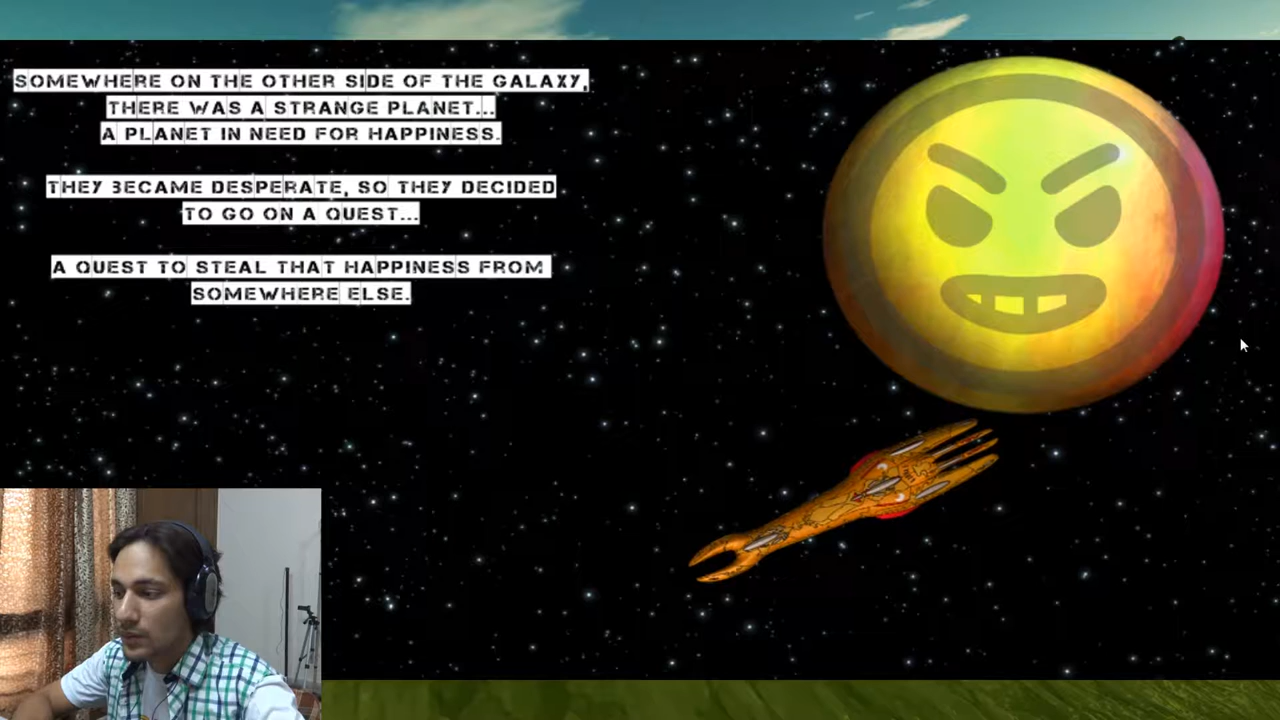 SOMEWHERE ON THE OTHER SIDE OF THE GALAXY,
THERE WAS A STRANGE PLANET...
A PLANET IN NEED FOR HAPPINESS.
THEY BECAME DESPERATE, SO THEY DECIDED
TO GO ON A QUEST...
A QUEST TO STEAL THAT HAPPINESS FROM
SOMEWHERE ELSE.